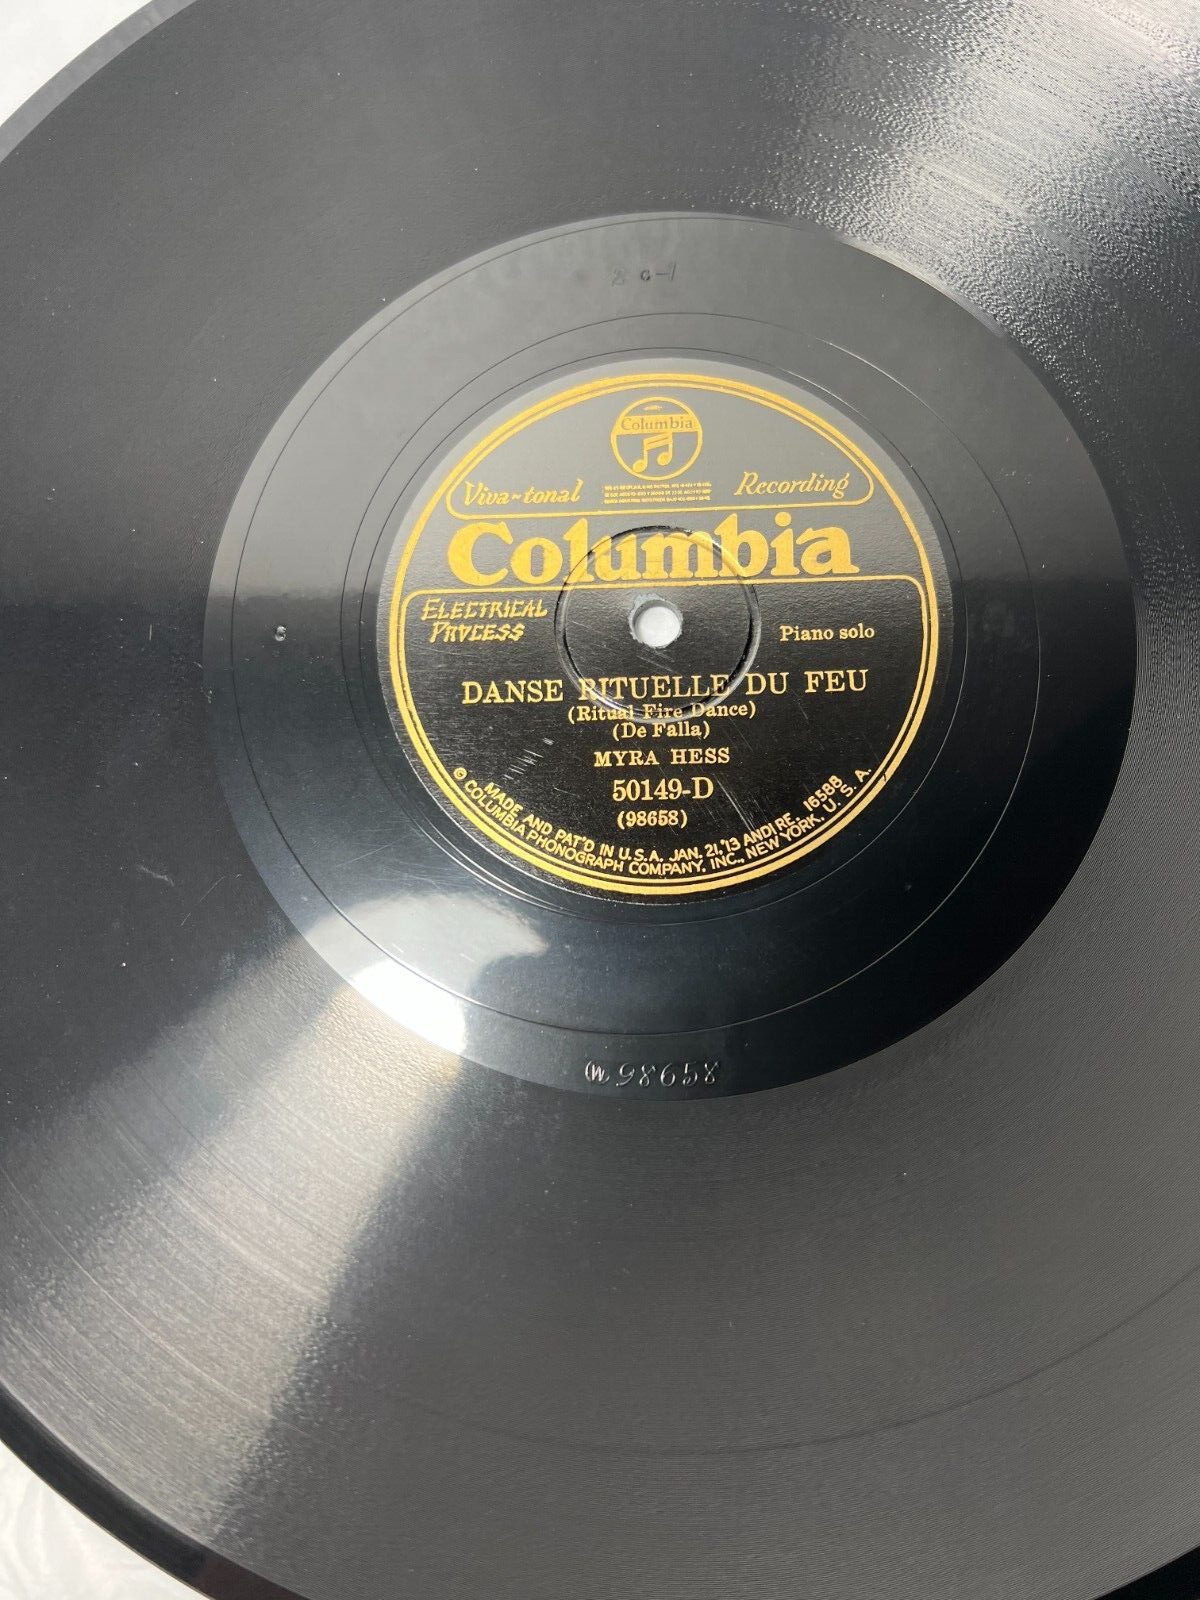 Columbia
Viva-tonal Recording
Columbia
ELECTRICAL
PROCESS
Piano solo
DANSE RITUELLE DU FEU
(Ritual Fire Dance)
(De Falla)
MYRA HESS
50149-D
(98658)
MADE AND PAT'D IN U.S.A. JAN. 21, '13 AND RE. 16588
© COLUMBIA PHONOGRAPH COMPANY, INC., NEW YORK, U. S. A.
W 98658